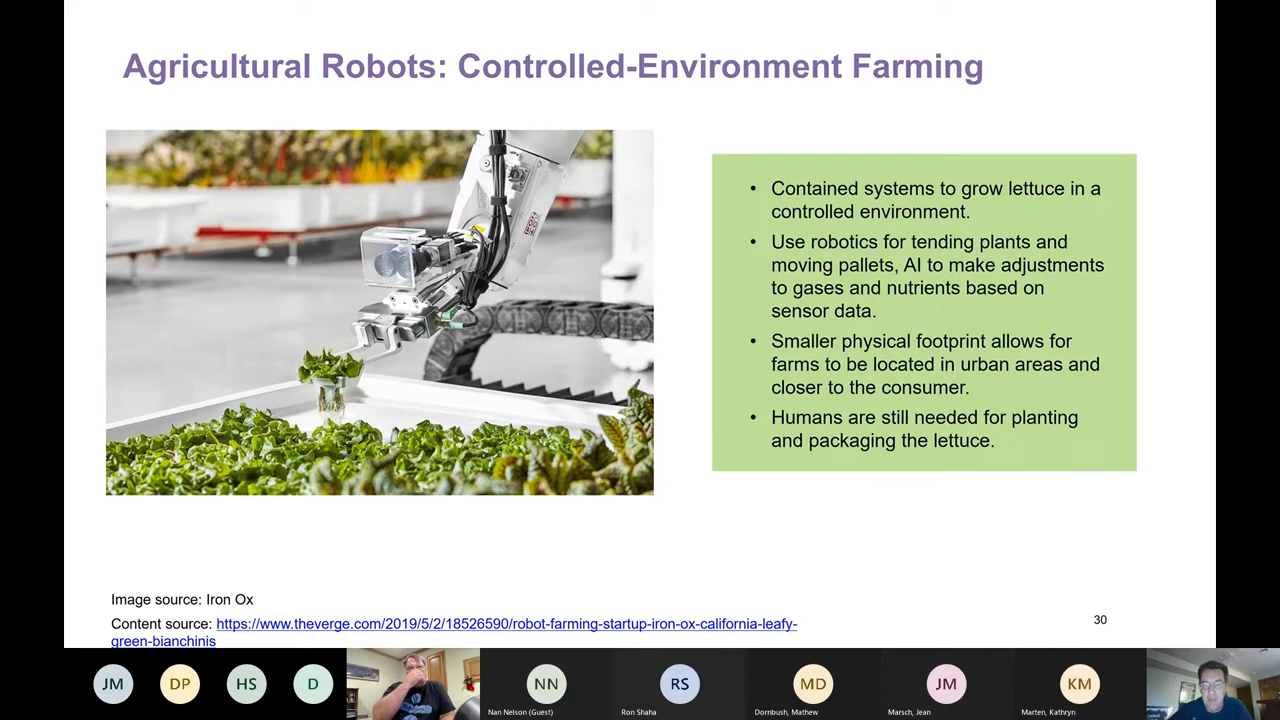 Agricultural Robots: Controlled-Environment Farming
• Contained systems to grow lettuce in a
controlled environment.
• Use robotics for tending plants and
moving pallets, AI to make adjustments
to gases and nutrients based on
sensor data.
• Smaller physical footprint allows for
farms to be located in urban areas and
closer to the consumer.
• Humans are still needed for planting
and packaging the lettuce.
Image source: Iron Ox
Content source: https://www.theverge.com/2019/5/2/18526590/robot-farming-startup-iron-ox-california-leafy-
green-bianchinis
30
JM
DP
HS
D
NN
RS
MD
JM
KM
Nan Nelson (Guest)
Ron Shaha
Dornbush, Mathew
Marsch, Jean
Marten, Kathryn